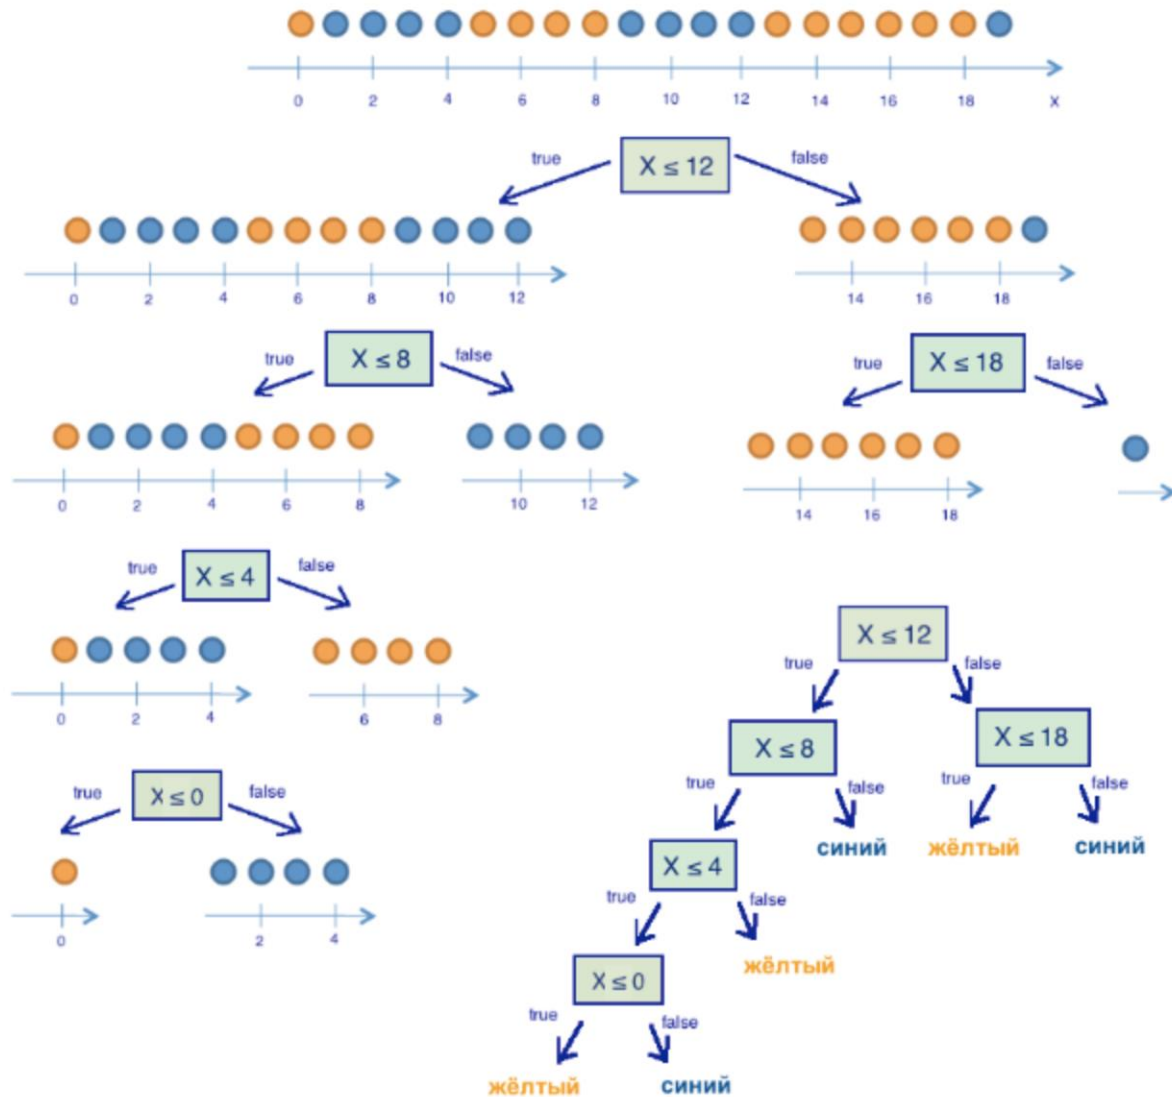 0 2 4 6 8 10 12 14 16 18 X
X ≤ 12
true false
0 2 4 6 8 10 12
14 16 18
X ≤ 8
true false
X ≤ 18
true false
0 2 4 6 8
10 12
14 16 18
X ≤ 4
true false
0 2 4
6 8
X ≤ 0
true false
0
2 4
X ≤ 12
true false
X ≤ 8
X ≤ 18
true false
true false
X ≤ 4
синий
жёлтый
синий
true false
X ≤ 0
жёлтый
true false
жёлтый
синий